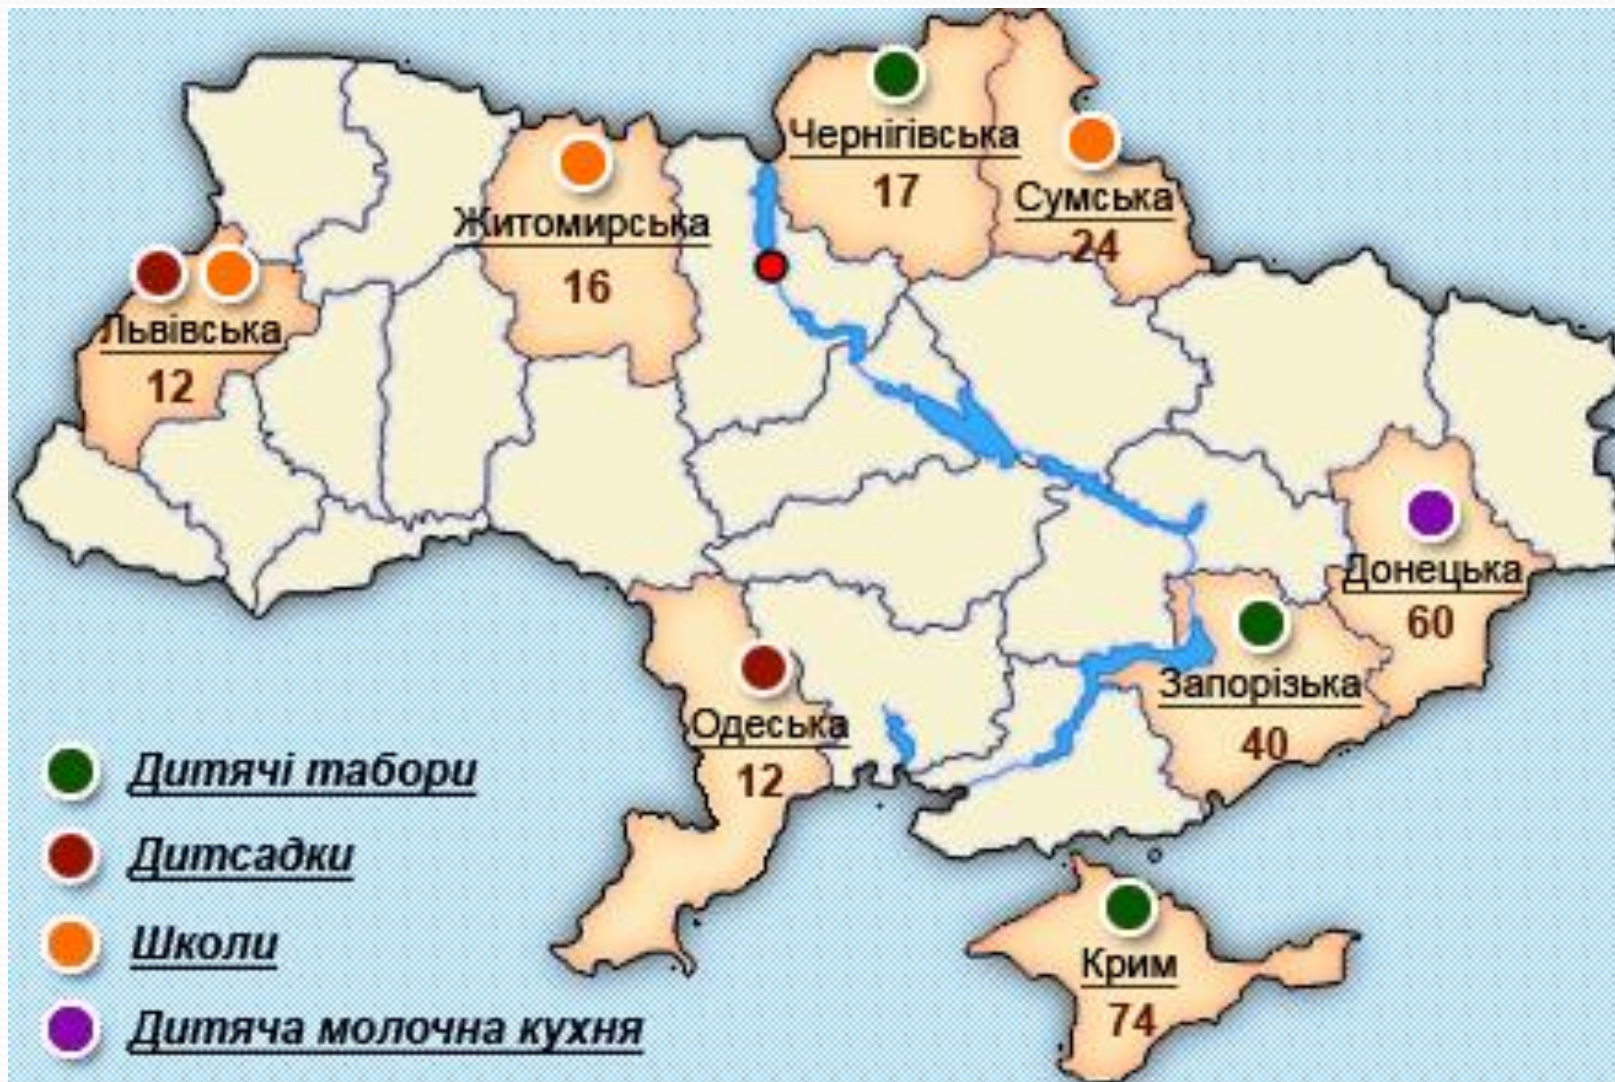 Чернігівська
17
Сумська
24
Житомирська
16
Львівська
12
Донецька
60
Запорізька
40
Одеська
12
Крим
74
Дитячі табори
Дитсадки
Школи
Дитяча молочна кухня